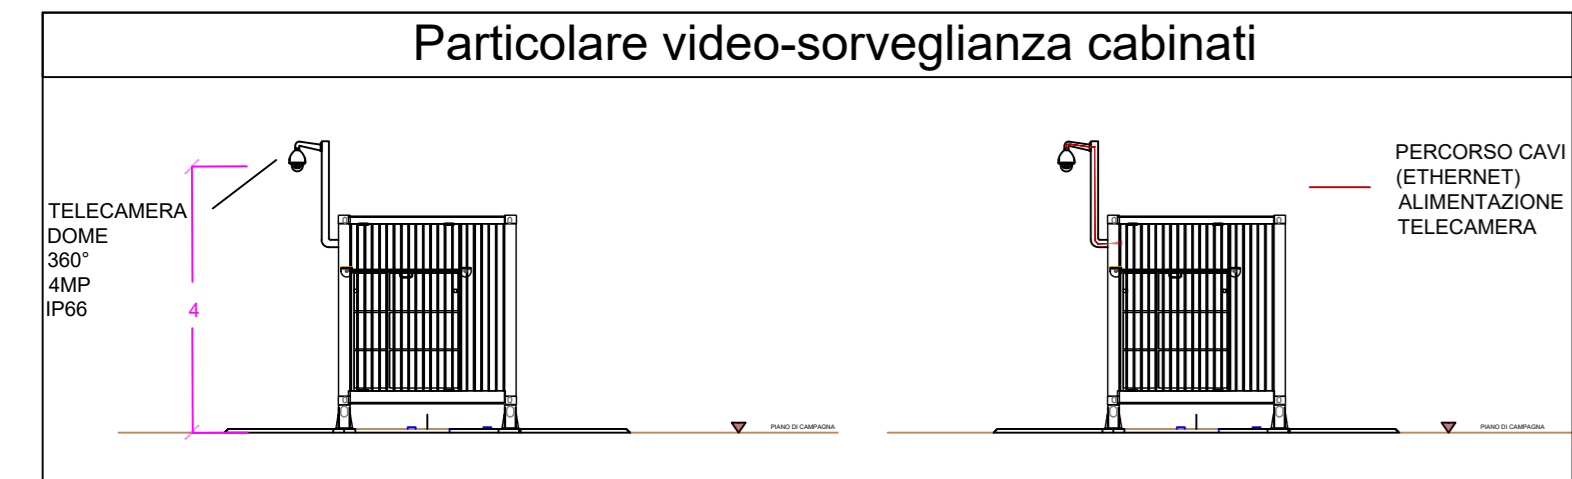 Particolare video-sorveglianza cabinati
TELECAMERA
DOME
360°
4MP
IP66
4
PIANO DI CAMPAGNA
PERCORSO CAVI
(ETHERNET)
ALIMENTAZIONE
TELECAMERA
PIANO DI CAMPAGNA